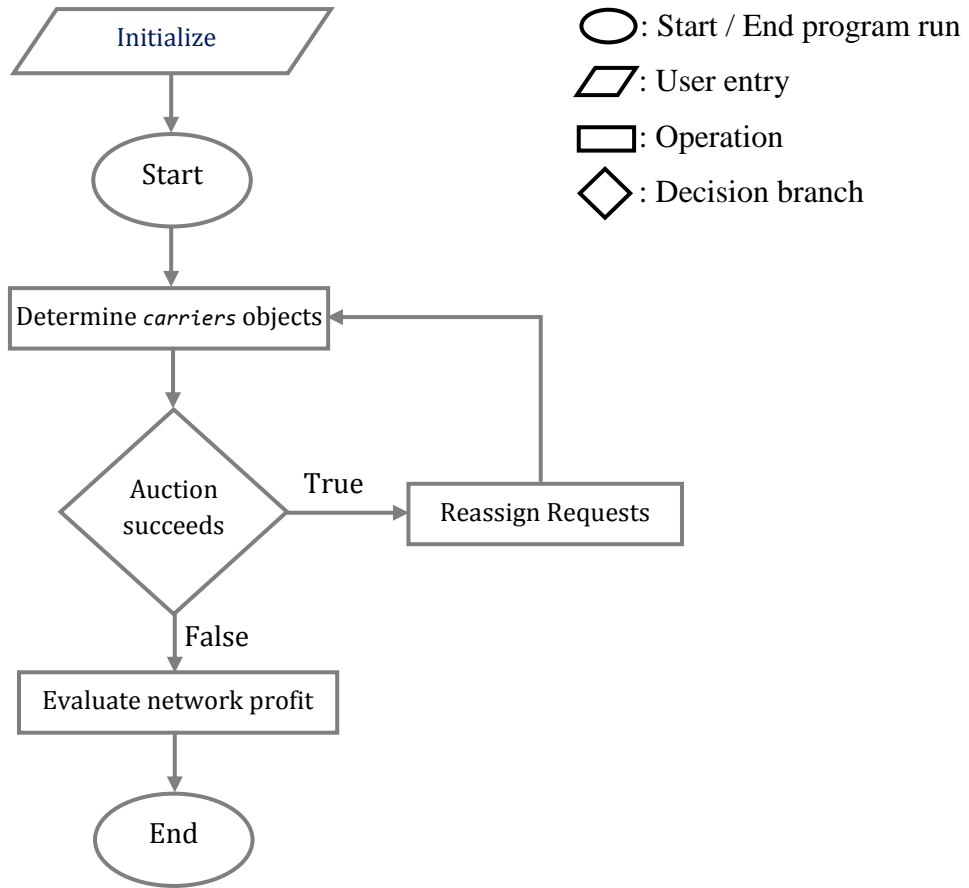 Initialize
: Start / End program run
: User entry
: Operation
: Decision branch
Start
Determine carriers objects
Auction
succeeds
True
Reassign Requests
False
Evaluate network profit
End